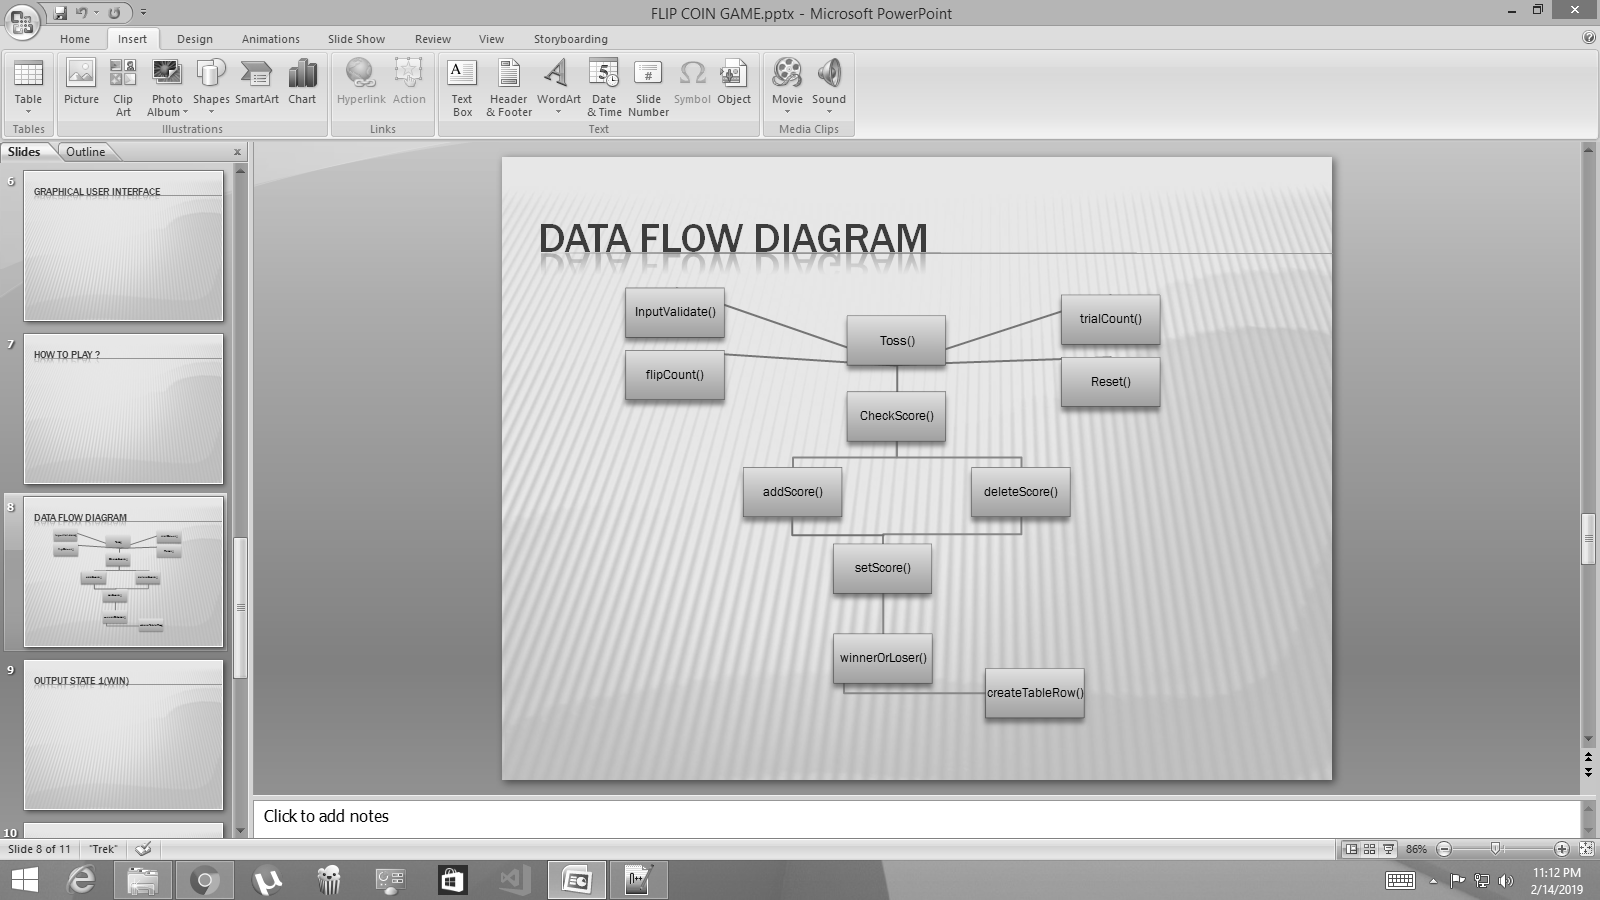 FLIP COIN GAME.pptx - Microsoft PowerPoint
Home Insert Design Animations Slide Show Review View Storyboarding
Table Picture Clip Art Photo Album Shapes SmartArt Chart Hyperlink Action Text Box Header & Footer WordArt Date & Time Slide Number Symbol Object Movie Sound
Tables Illustrations Links Text Media Clips
Slides Outline x
6
GRAPHICAL USER INTERFACE
7
HOW TO PLAY ?
8
DATA FLOW DIAGRAM
9
OUTPUT STATE 1(WIN)
10
DATA FLOW DIAGRAM
InputValidate()
Toss()
trialCount()
flipCount()
Reset()
CheckScore()
addScore()
deleteScore()
setScore()
winnerOrLoser()
createTableRow()
Click to add notes
Slide 8 of 11 "Trek" 86%
11:12 PM
2/14/2019